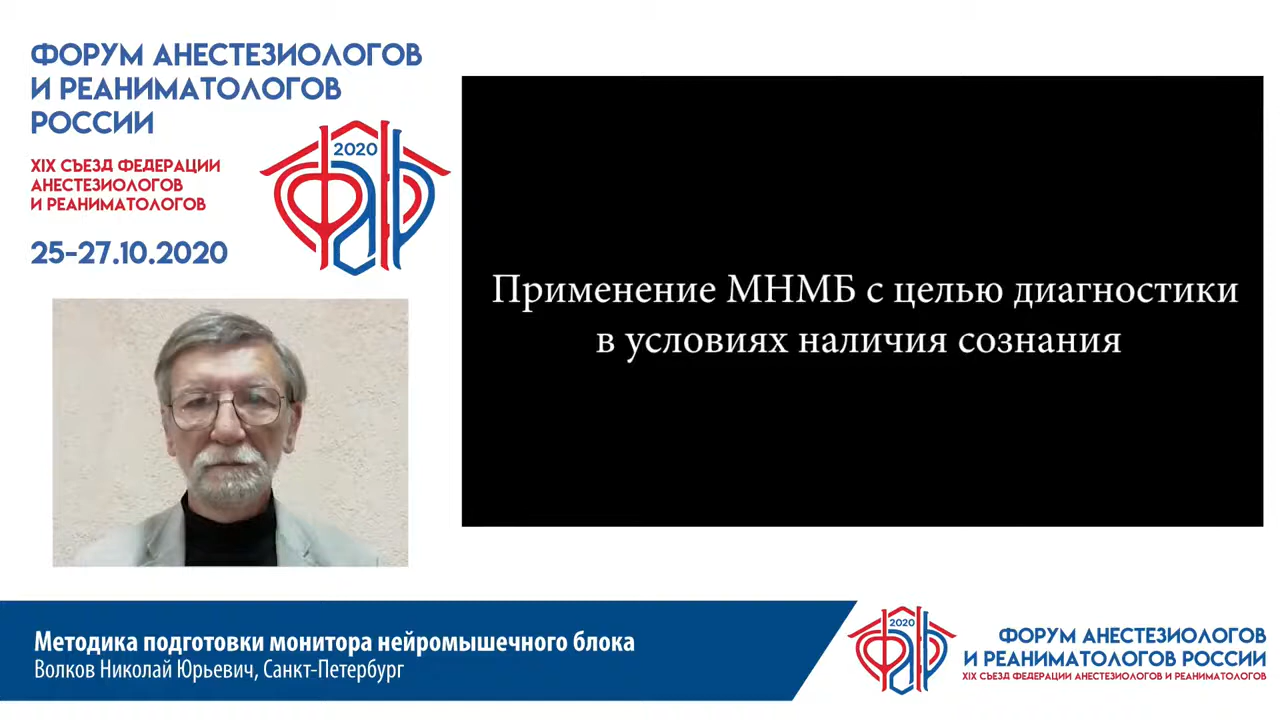 ФОРУМ АНЕСТЕЗИОЛОГОВ
И РЕАНИМАТОЛОГОВ
РОССИИ
XIX СЪЕЗД ФЕДЕРАЦИИ
АНЕСТЕЗИОЛОГОВ
И РЕАНИМАТОЛОГОВ
25-27.10.2020
2020
ФАР
Применение МНМБ с целью диагностики
в условиях наличия сознания
Методика подготовки монитора нейромышечного блока
Волков Николай Юрьевич, Санкт-Петербург
2020
ФАР
ФОРУМ АНЕСТЕЗИОЛОГОВ
И РЕАНИМАТОЛОГОВ РОССИИ
XIX СЪЕЗД ФЕДЕРАЦИИ АНЕСТЕЗИОЛОГОВ И РЕАНИМАТОЛОГОВ